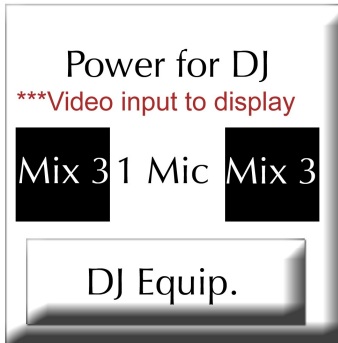 Power for DJ
***Video input to display
Mix 3 1 Mic Mix 3
DJ Equip.